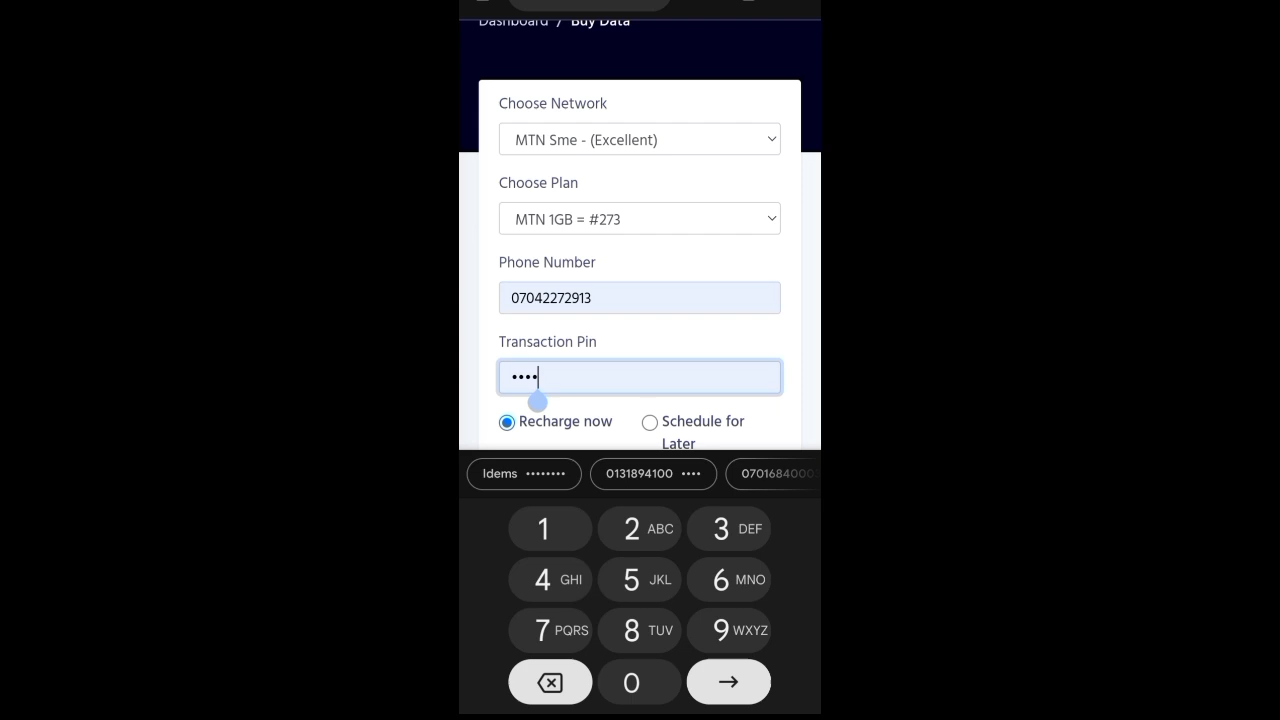 Dashboard / Buy Data
Choose Network
MTN Sme - (Excellent)
Choose Plan
MTN 1GB = #273
Phone Number
07042272913
Transaction Pin
••••
Recharge now
Schedule for
Later
Idems ••••••••
0131894100 ••••
070168400
1
2 ABC
3 DEF
4 GHI
5 JKL
6 MNO
7 PQRS
8 TUV
9 WXYZ
0